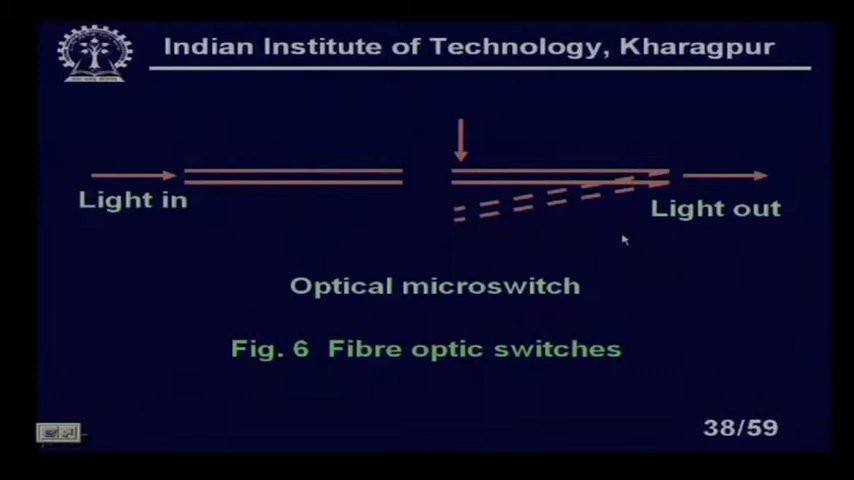 Indian Institute of Technology, Kharagpur
Light in
Light out
Optical microswitch
Fig. 6 Fibre optic switches
38/59